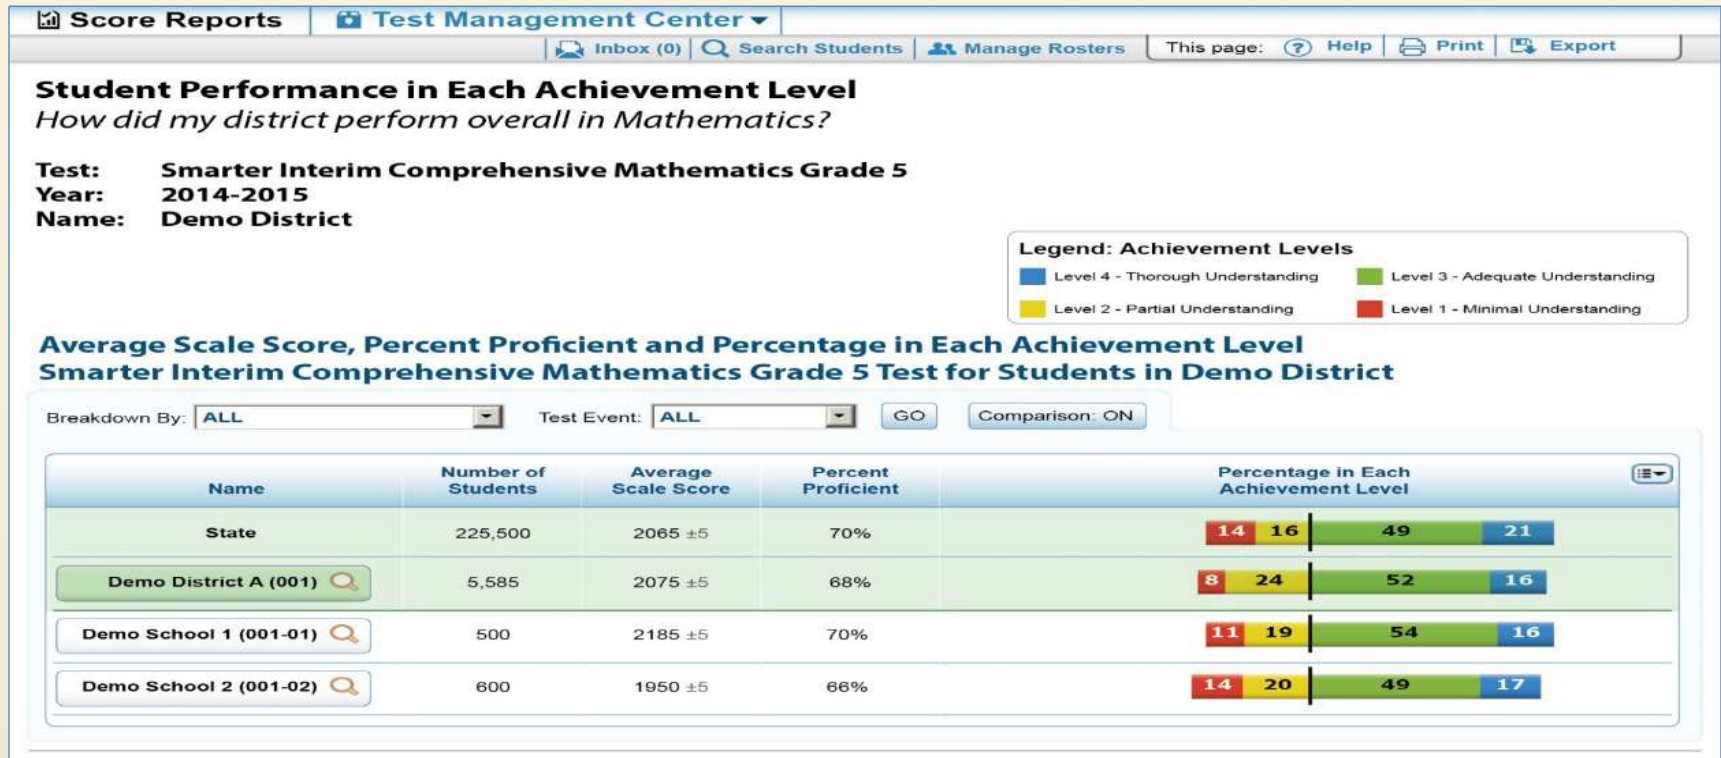 Score Reports Test Management Center
Inbox (0) Search Students Manage Rosters This page: ? Help Print Export
Student Performance in Each Achievement Level
How did my district perform overall in Mathematics?
Test: Smarter Interim Comprehensive Mathematics Grade 5
Year: 2014-2015
Name: Demo District
Legend: Achievement Levels
Level 4 - Thorough Understanding Level 3 - Adequate Understanding
Level 2 - Partial Understanding Level 1 - Minimal Understanding
Average Scale Score, Percent Proficient and Percentage in Each Achievement Level
Smarter Interim Comprehensive Mathematics Grade 5 Test for Students in Demo District
Breakdown By: ALL Test Event: ALL GO Comparison: ON
Name Number of Students Average Scale Score Percent Proficient Percentage in Each Achievement Level
State 225,500 2065 ±5 70% 14 16 49 21
Demo District A (001) 5,585 2075 ±5 68% 8 24 52 16
Demo School 1 (001-01) 500 2185 ±5 70% 11 19 54 16
Demo School 2 (001-02) 600 1950 ±5 66% 14 20 49 17